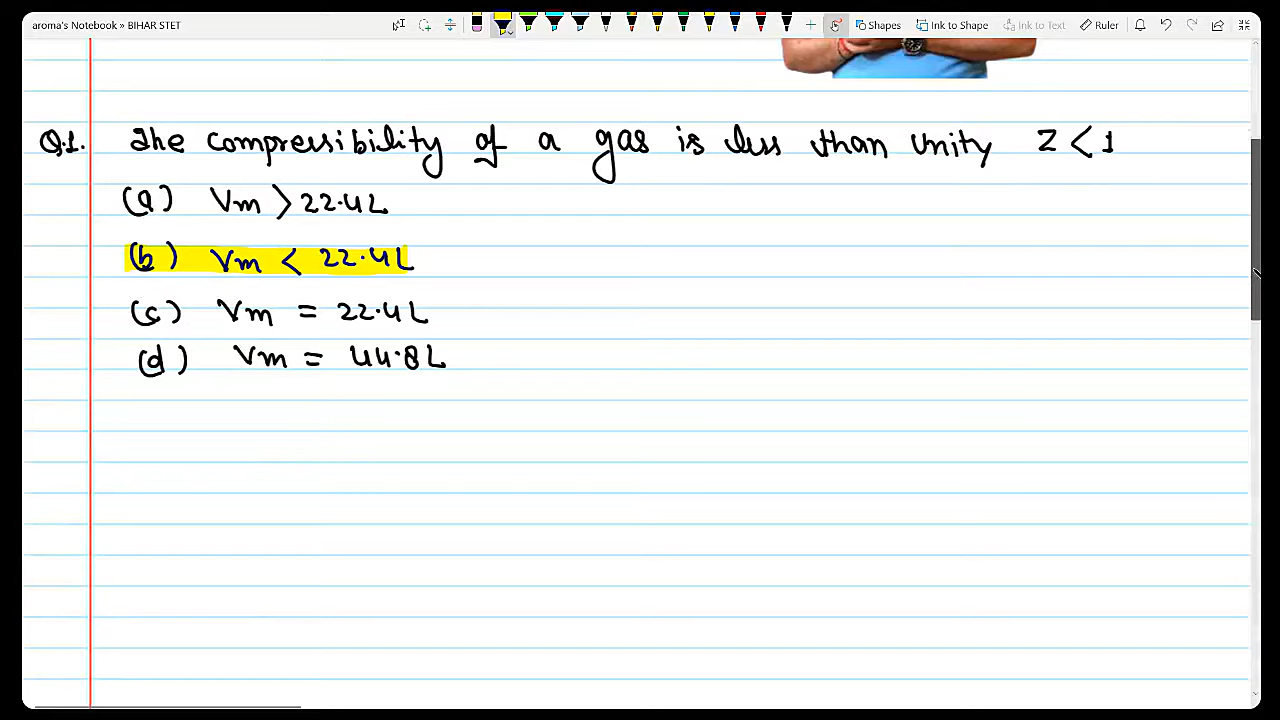 aroma's Notebook » BIHAR STET
Shapes Ink to Shape Ink to Text Ruler
Q.1. The compressibility of a gas is less than unity Z < 1
(a) Vm > 22.4L
(b) Vm < 22.4L
(c) Vm = 22.4L
(d) Vm = 44.8L